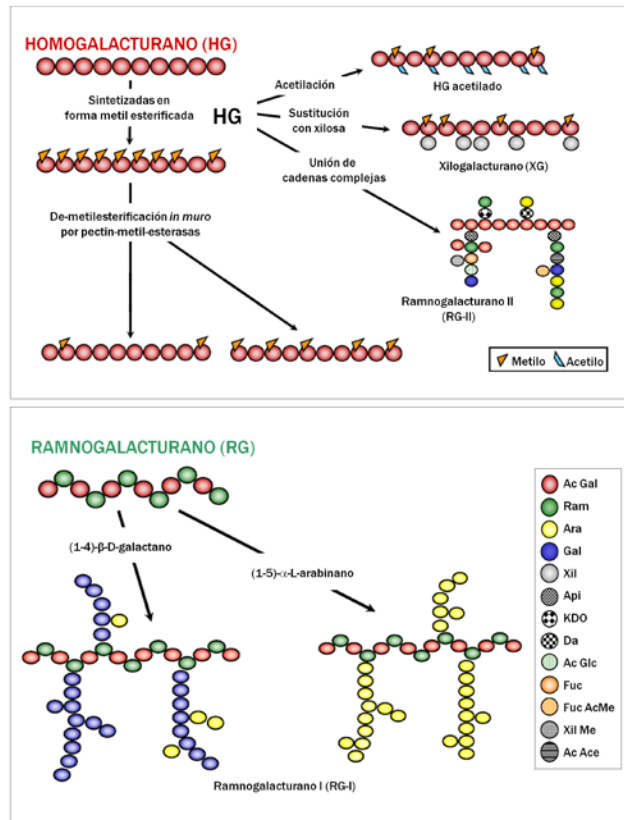 HOMOGALACTURANO (HG)
Sintetizadas en
forma metil esterificada
HG
Acetilación
HG acetilado
Sustitución
con xilosa
Xilogalacturano (XG)
Unión de
cadenas complejas
De-metilesterificación in muro
por pectin-metil-esterasas
Ramnogalacturano II
(RG-II)
Metilo
Acetilo
RAMNOGALACTURANO (RG)
(1-4)-β-D-galactano
(1-5)-α-L-arabinano
Ramnogalacturano I (RG-I)
Ac Gal
Ram
Ara
Gal
Xil
Api
KDO
Da
Ac Glc
Fuc
Fuc AcMe
Xil Me
Ac Ace